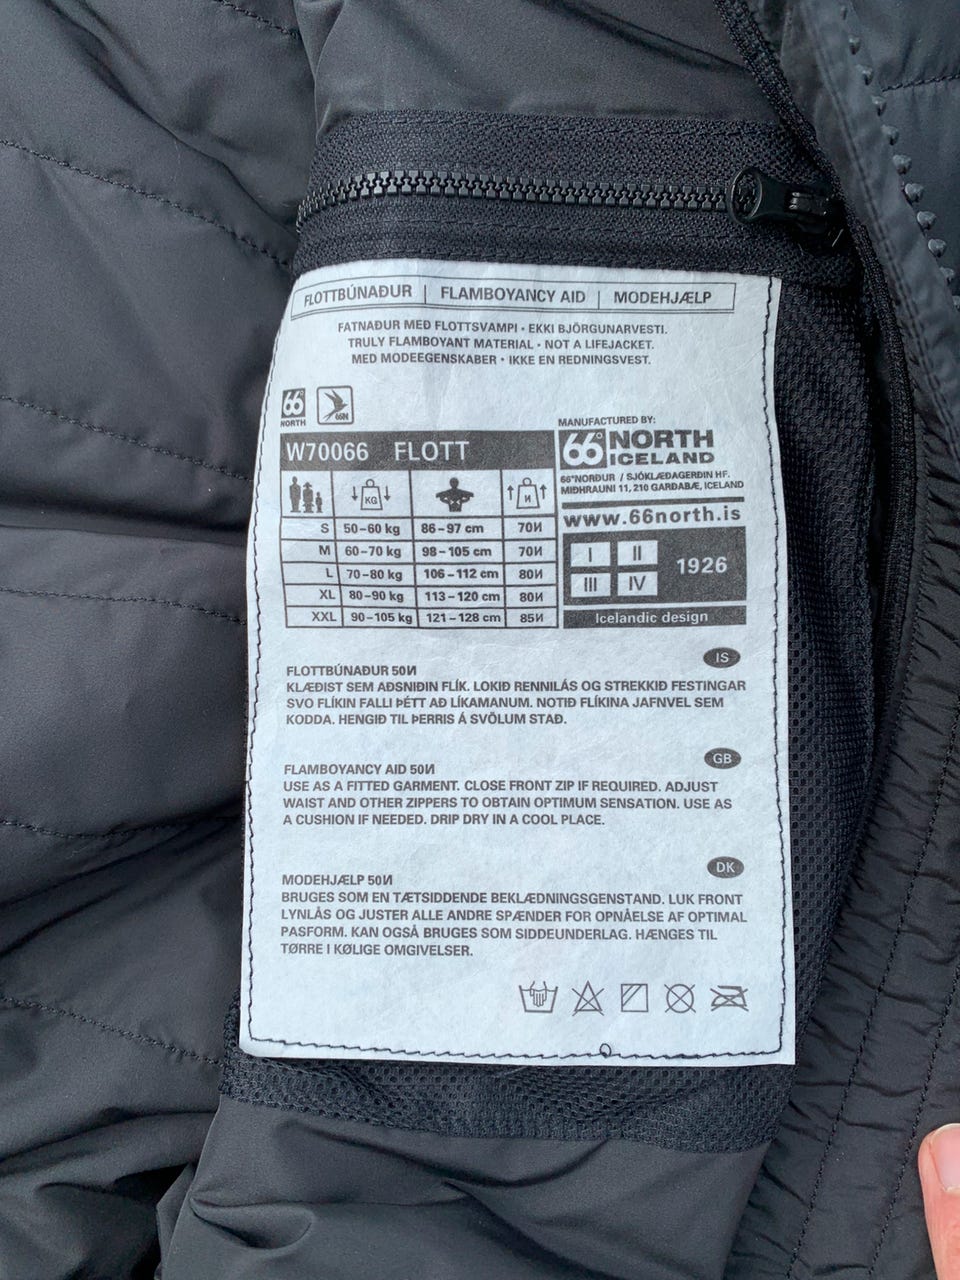 FLOTTBÚNAÐUR | FLAMBOYANCY AID | MODEHJÆLP
FATNAÐUR MED FLOTTSVAMPI • EKKI BJÖRGUNARVESTI.
TRULY FLAMBOYANT MATERIAL • NOT A LIFEJACKET.
MED MODEEGENSKABER • IKKE EN REDNINGSVEST.
66°
NORTH
66N
W70066 FLOTT
KG
И
S 50–60 kg 86–97 cm 70И
M 60–70 kg 98–105 cm 70И
L 70–80 kg 106–112 cm 80И
XL 80–90 kg 113–120 cm 80И
XXL 90–105 kg 121–128 cm 85И
MANUFACTURED BY:
66° NORTH
ICELAND
66°NORÐUR / SJÓKLÆÐAGERÐIN HF.
MIÐHRAUNI 11, 210 GARÐABÆ, ICELAND
www.66north.is
I II
III IV
1926
Icelandic design
IS
FLOTTBÚNAÐUR 50И
KLÆÐIST SEM AÐSNIÐIN FLÍK. LOKIÐ RENNILÁS OG STREKKIÐ FESTINGAR
SVO FLÍKIN FALLI ÞÉTT AÐ LÍKAMANUM. NOTIÐ FLÍKINA JAFNVEL SEM
KODDA. HENGIÐ TIL ÞERRIS Á SVÖLUM STAÐ.
GB
FLAMBOYANCY AID 50И
USE AS A FITTED GARMENT. CLOSE FRONT ZIP IF REQUIRED. ADJUST
WAIST AND OTHER ZIPPERS TO OBTAIN OPTIMUM SENSATION. USE AS
A CUSHION IF NEEDED. DRIP DRY IN A COOL PLACE.
DK
MODEHJÆLP 50И
BRUGES SOM EN TÆTSIDDENDE BEKLÆDNINGSGENSTAND. LUK FRONT
LYNLÅS OG JUSTER ALLE ANDRE SPÆNDER FOR OPNÅELSE AF OPTIMAL
PASFORM. KAN OGSÅ BRUGES SOM SIDDEUNDERLAG. HÆNGES TIL
TØRRE I KØLIGE OMGIVELSER.